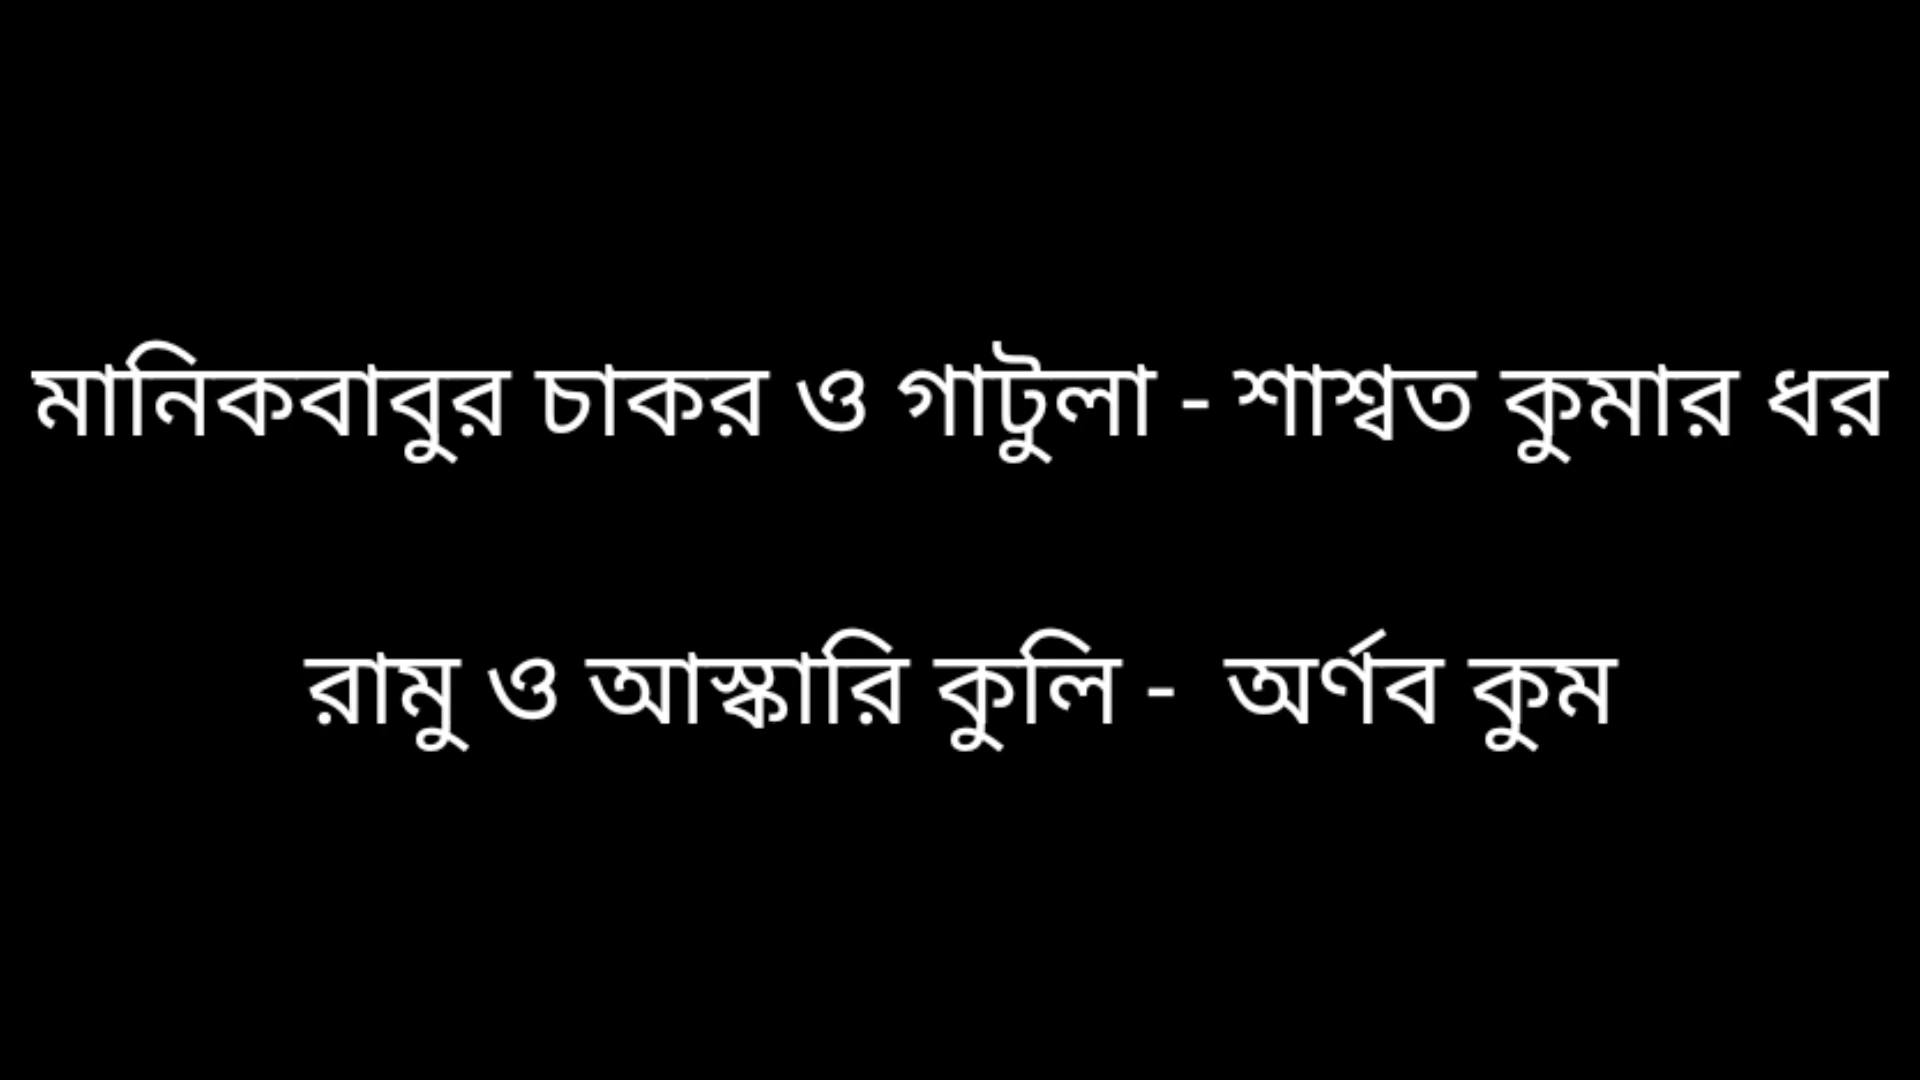 মানিকবাবুর চাকর ও গাটুলা - শাশ্বত কুমার ধর
রামু ও আস্কারি কুলি - অর্ণব কুম